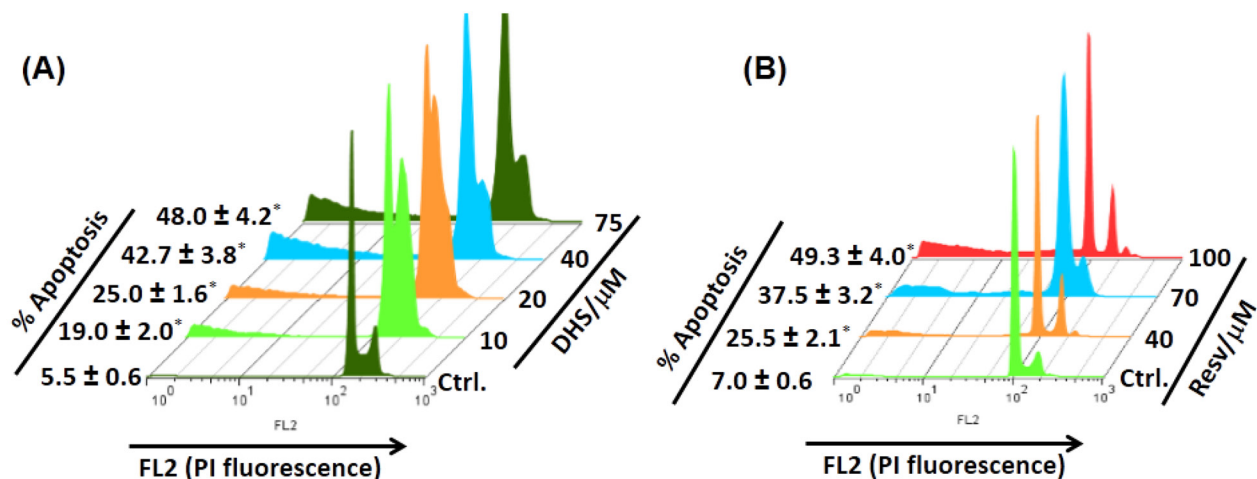 (A)
% Apoptosis
48.0 ± 4.2*
42.7 ± 3.8*
25.0 ± 1.6*
19.0 ± 2.0*
5.5 ± 0.6
75
40
20
10
Ctrl.
DHS/μM
10⁰ 10¹ 10² 10³
FL2
FL2 (PI fluorescence)
(B)
% Apoptosis
49.3 ± 4.0*
37.5 ± 3.2*
25.5 ± 2.1*
7.0 ± 0.6
100
70
40
Ctrl.
Resv/μM
10⁰ 10¹ 10² 10³
FL2
FL2 (PI fluorescence)